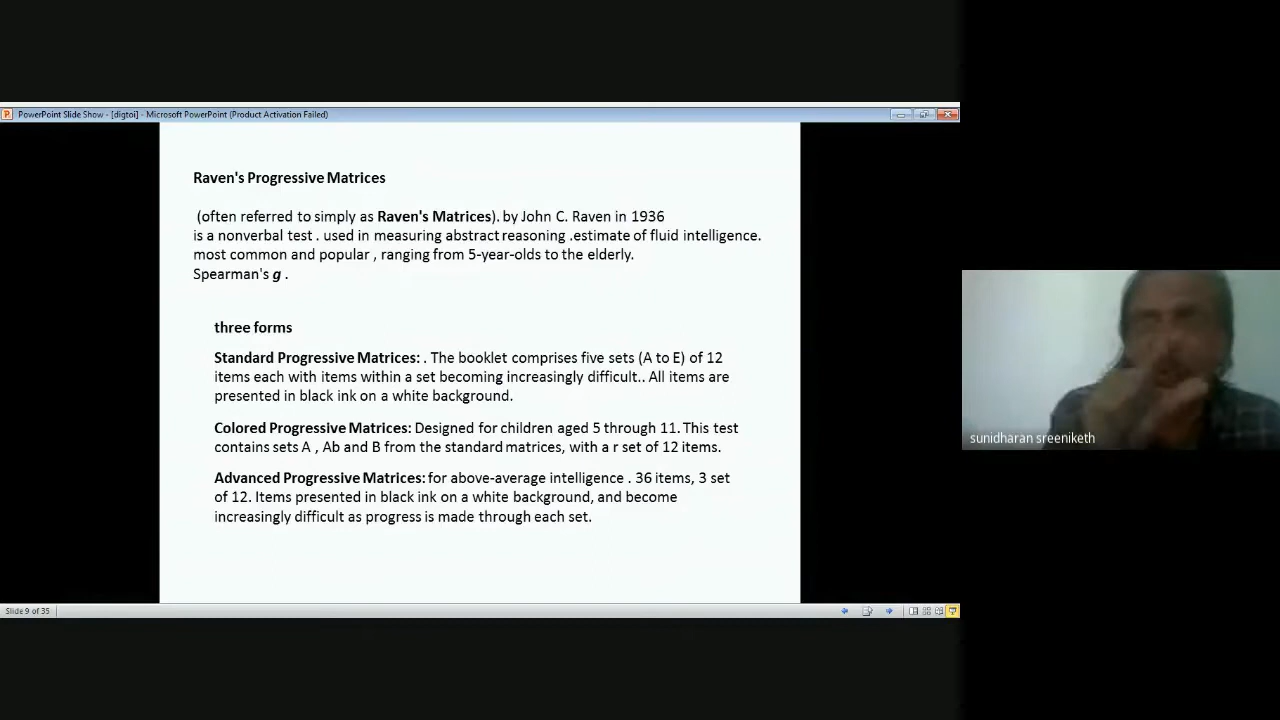 PowerPoint Slide Show - [digtoi] - Microsoft PowerPoint (Product Activation Failed)
Raven's Progressive Matrices
(often referred to simply as Raven's Matrices). by John C. Raven in 1936
is a nonverbal test . used in measuring abstract reasoning .estimate of fluid intelligence.
most common and popular , ranging from 5-year-olds to the elderly.
Spearman's g .
three forms
Standard Progressive Matrices: . The booklet comprises five sets (A to E) of 12
items each with items within a set becoming increasingly difficult.. All items are
presented in black ink on a white background.
Colored Progressive Matrices: Designed for children aged 5 through 11. This test
contains sets A , Ab and B from the standard matrices, with a r set of 12 items.
Advanced Progressive Matrices: for above-average intelligence . 36 items, 3 set
of 12. Items presented in black ink on a white background, and become
increasingly difficult as progress is made through each set.
sunidharan sreeniketh
Slide 9 of 35